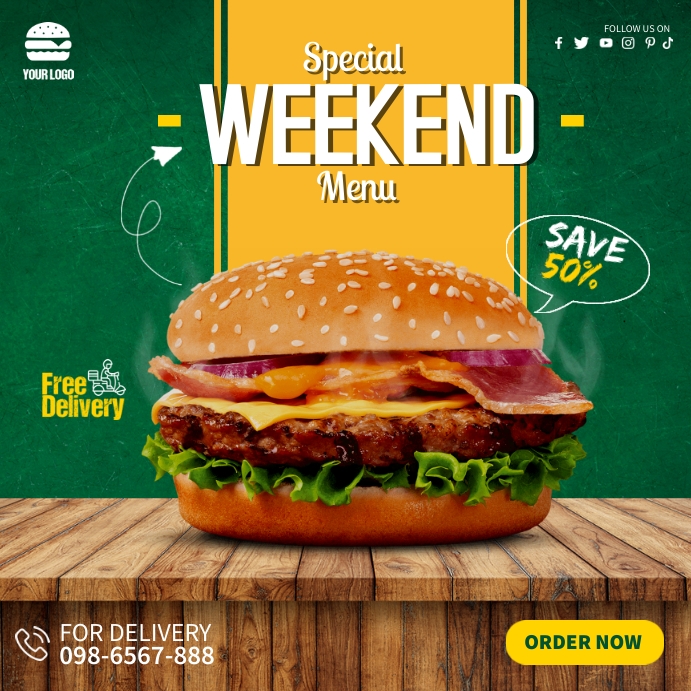 YOUR LOGO
FOLLOW US ON
Special
WEEKEND
Menu
SAVE
50%
Free
Delivery
FOR DELIVERY
098-6567-888
ORDER NOW